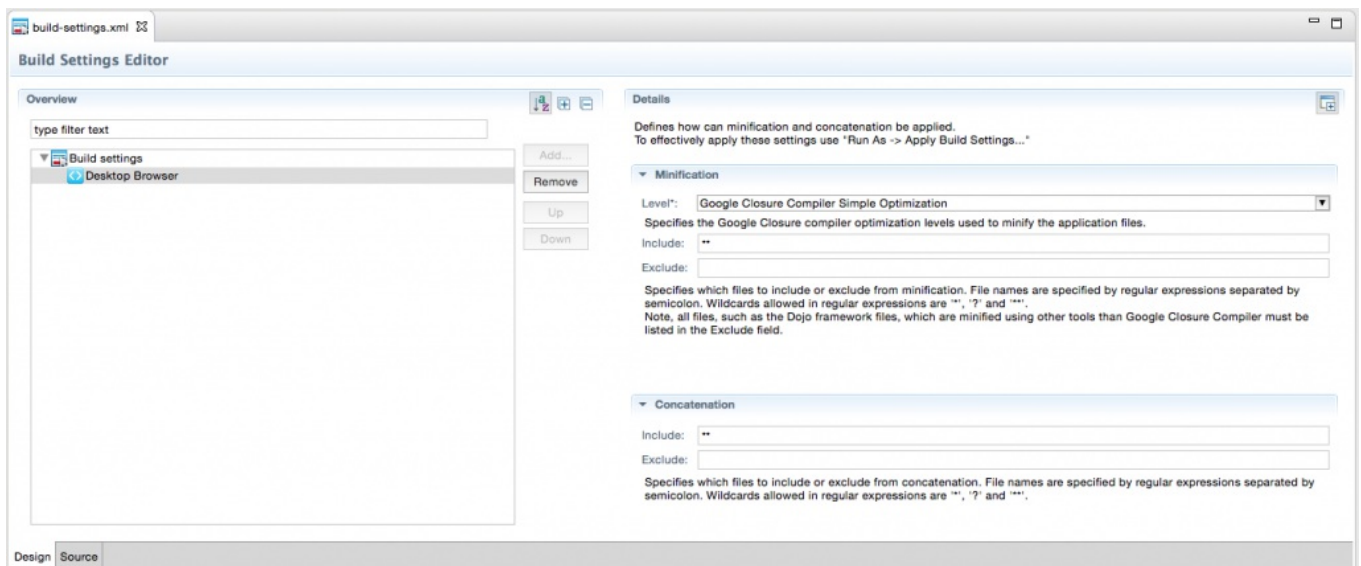 build-settings.xml
Build Settings Editor
Overview
type filter text
Build settings
Desktop Browser
Add...
Remove
Up
Down
Details
Defines how can minification and concatenation be applied.
To effectively apply these settings use "Run As -> Apply Build Settings..."
Minification
Level*: Google Closure Compiler Simple Optimization
Specifies the Google Closure compiler optimization levels used to minify the application files.
Include: **
Exclude:
Specifies which files to include or exclude from minification. File names are specified by regular expressions separated by
semicolon. Wildcards allowed in regular expressions are '*', '?' and '**'.
Note, all files, such as the Dojo framework files, which are minified using other tools than Google Closure Compiler must be
listed in the Exclude field.
Concatenation
Include: **
Exclude:
Specifies which files to include or exclude from concatenation. File names are specified by regular expressions separated by
semicolon. Wildcards allowed in regular expressions are '*', '?' and '**'.
Design Source